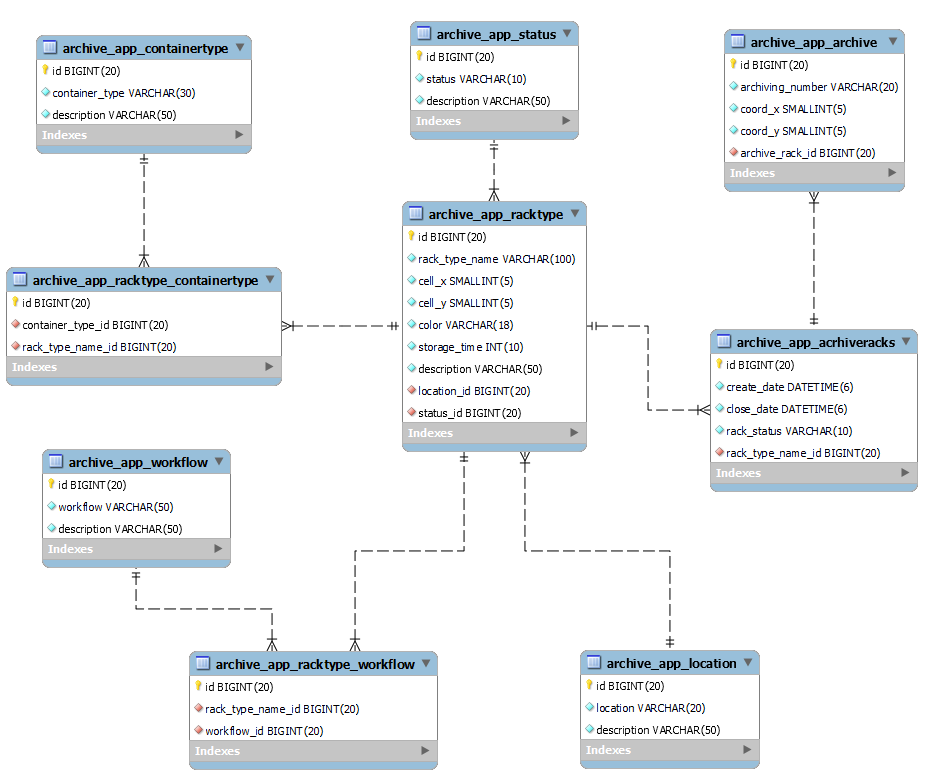 archive_app_containertype
id BIGINT(20)
container_type VARCHAR(30)
description VARCHAR(50)
Indexes
archive_app_status
id BIGINT(20)
status VARCHAR(10)
description VARCHAR(50)
Indexes
archive_app_archive
id BIGINT(20)
archiving_number VARCHAR(20)
coord_x SMALLINT(5)
coord_y SMALLINT(5)
archive_rack_id BIGINT(20)
Indexes
archive_app_racktype
id BIGINT(20)
rack_type_name VARCHAR(100)
cell_x SMALLINT(5)
cell_y SMALLINT(5)
color VARCHAR(18)
storage_time INT(10)
description VARCHAR(50)
location_id BIGINT(20)
status_id BIGINT(20)
Indexes
archive_app_racktype_containertype
id BIGINT(20)
container_type_id BIGINT(20)
rack_type_name_id BIGINT(20)
Indexes
archive_app_acrhiveracks
id BIGINT(20)
create_date DATETIME(6)
close_date DATETIME(6)
rack_status VARCHAR(10)
rack_type_name_id BIGINT(20)
Indexes
archive_app_workflow
id BIGINT(20)
workflow VARCHAR(50)
description VARCHAR(50)
Indexes
archive_app_racktype_workflow
id BIGINT(20)
rack_type_name_id BIGINT(20)
workflow_id BIGINT(20)
Indexes
archive_app_location
id BIGINT(20)
location VARCHAR(20)
description VARCHAR(50)
Indexes